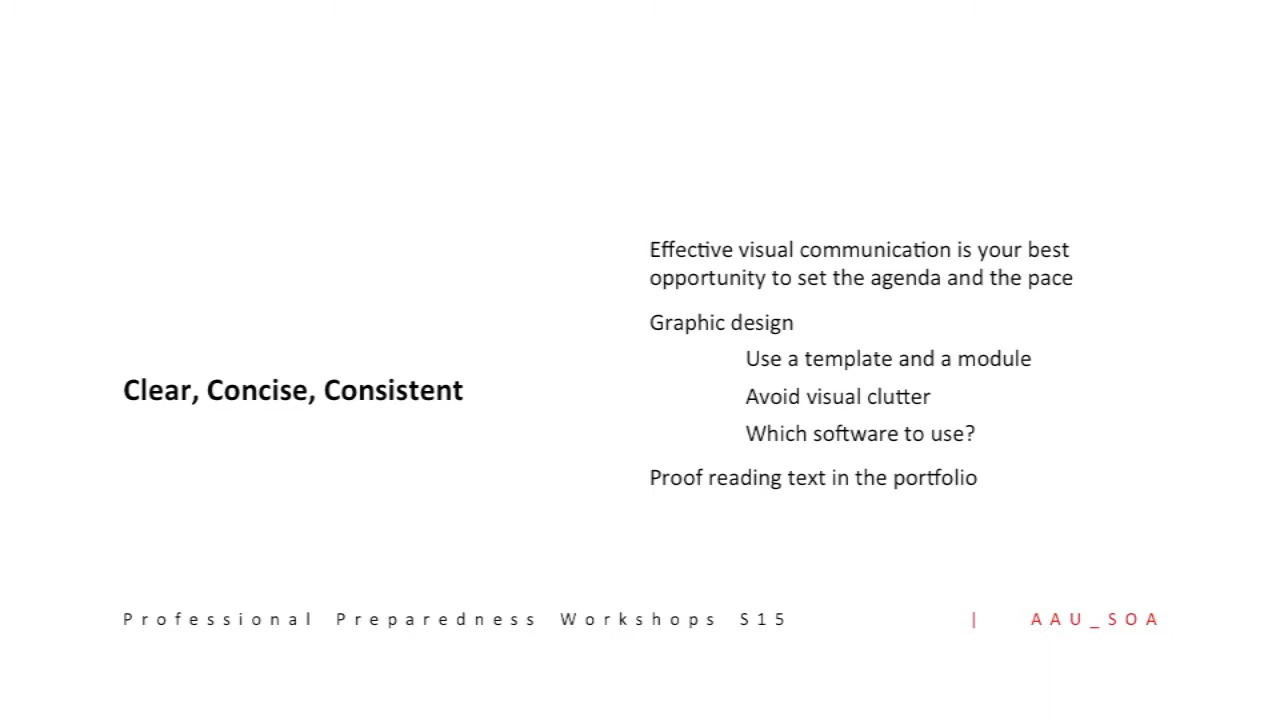 Clear, Concise, Consistent
Effective visual communication is your best
opportunity to set the agenda and the pace
Graphic design
Use a template and a module
Avoid visual clutter
Which software to use?
Proof reading text in the portfolio
Professional Preparedness Workshops S15 | AAU_SOA